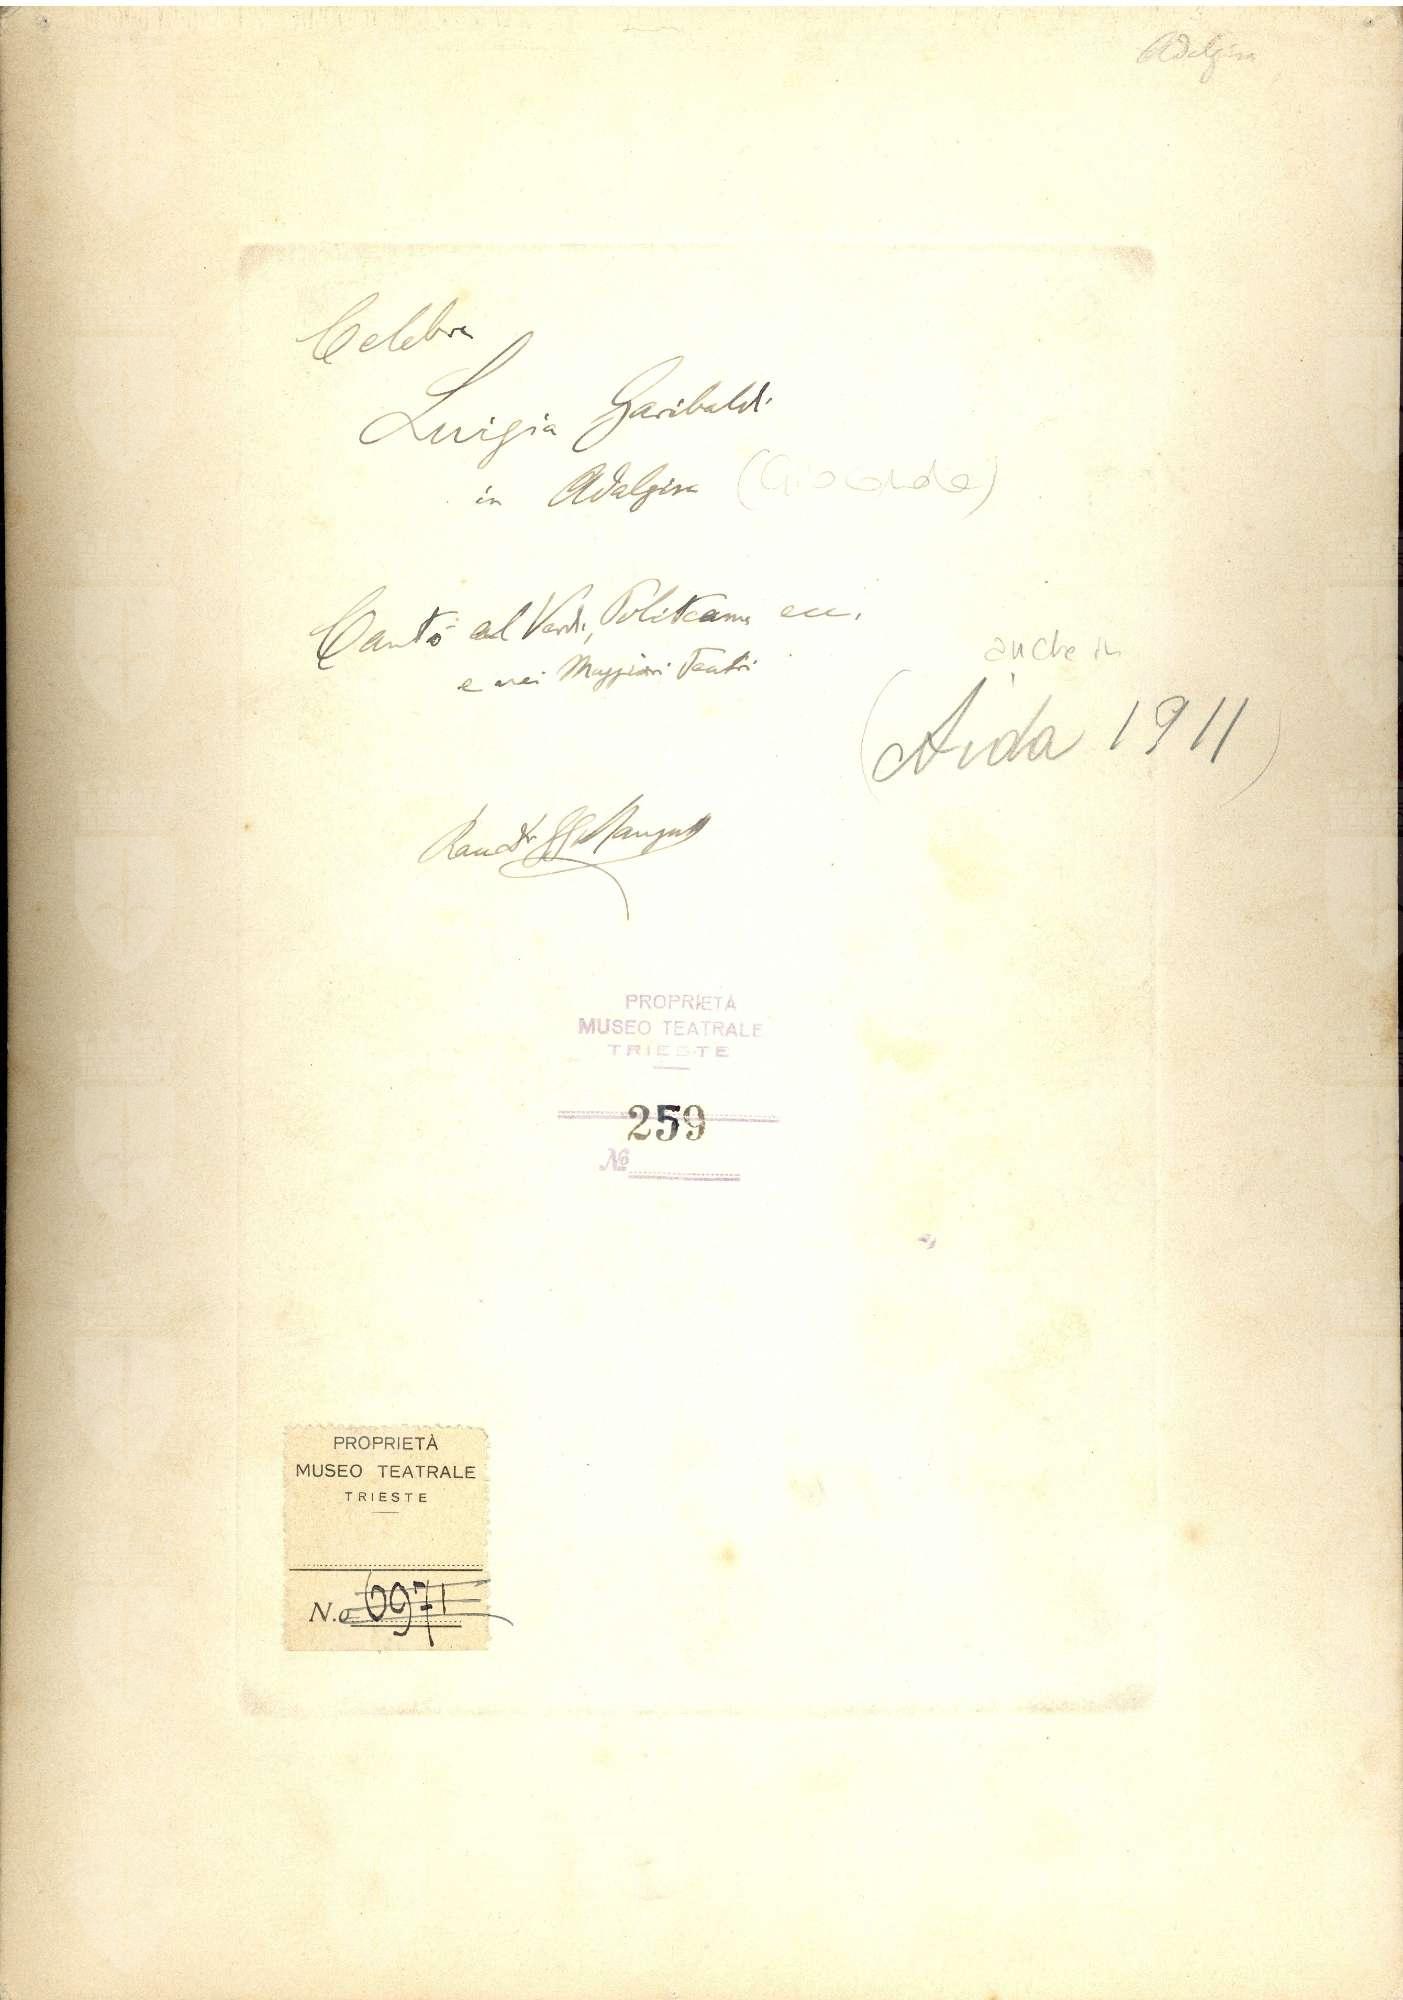 Adalgisa
Celebre
Luigia Garibaldi
in Adalgisa (Gioconda)
Cantò al Verdi, Politeama ecc.
e nei Maggiori Teatri
anche in
(Aida 1911)
PROPRIETÀ
MUSEO TEATRALE
TRIESTE
259
No
PROPRIETÀ
MUSEO TEATRALE
TRIESTE
N.o 6971